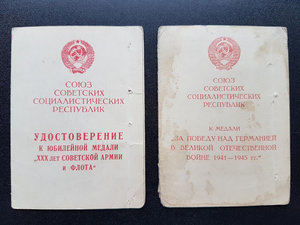 СОЮЗ
СОВЕТСКИХ
СОЦИАЛИСТИЧЕСКИХ
РЕСПУБЛИК
УДОСТОВЕРЕНИЕ
К ЮБИЛЕЙНОЙ МЕДАЛИ
"XXX ЛЕТ СОВЕТСКОЙ АРМИИ
И ФЛОТА"
СОЮЗ
СОВЕТСКИХ
СОЦИАЛИСТИЧЕСКИХ
РЕСПУБЛИК
К МЕДАЛИ
"ЗА ПОБЕДУ НАД ГЕРМАНИЕЙ
В ВЕЛИКОЙ ОТЕЧЕСТВЕННОЙ
ВОЙНЕ 1941—1945 гг."